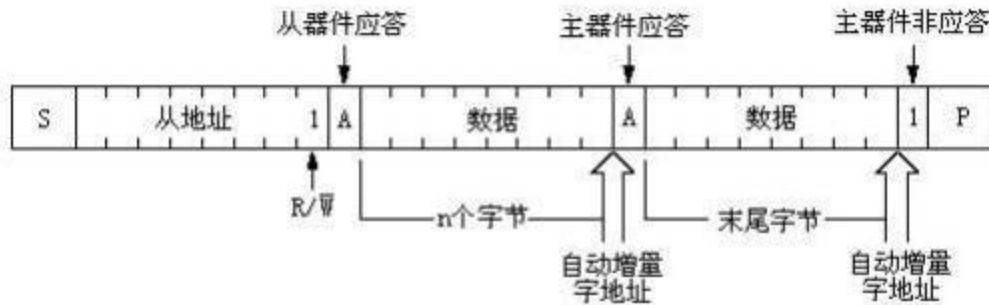 从器件应答 主器件应答 主器件非应答
S 从地址 1 A 数据 A 数据 1 P
R/W̅
n个字节 末尾字节
自动增量 自动增量
字地址 字地址